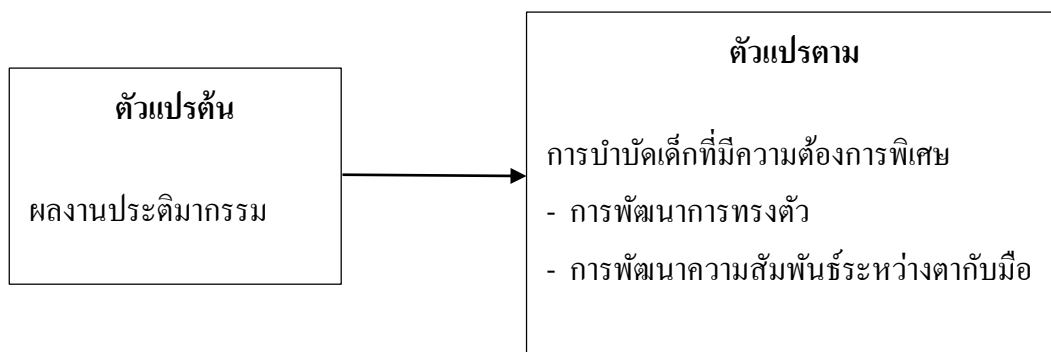 ตัวแปรต้น
ผลงานประติมากรรม
ตัวแปรตาม
การบำบัดเด็กที่มีความต้องการพิเศษ
- การพัฒนาการทรงตัว
- การพัฒนาความสัมพันธ์ระหว่างตากับมือ